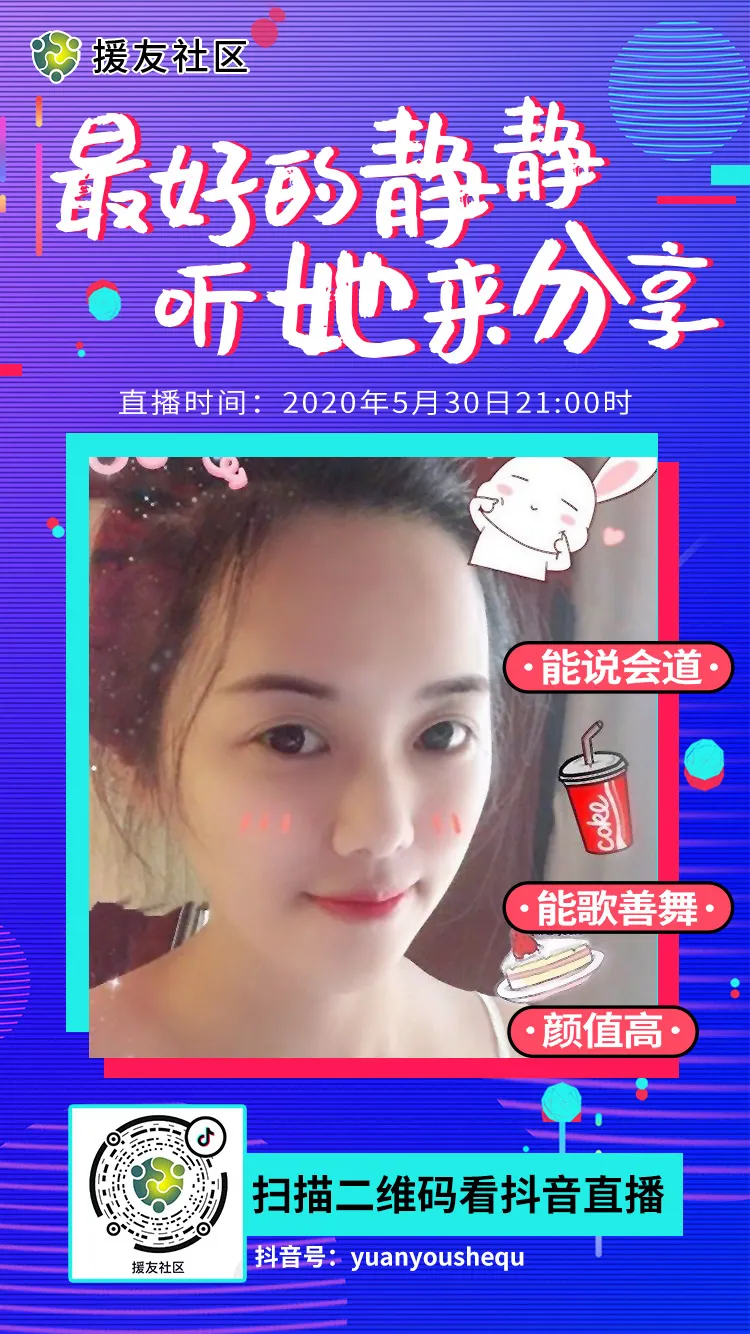 援友社区
最好的静静
听她来分享
直播时间：2020年5月30日21:00时
·能说会道·
coke
·能歌善舞·
·颜值高·
扫描二维码看抖音直播
抖音号：yuanyoushequ
援友社区